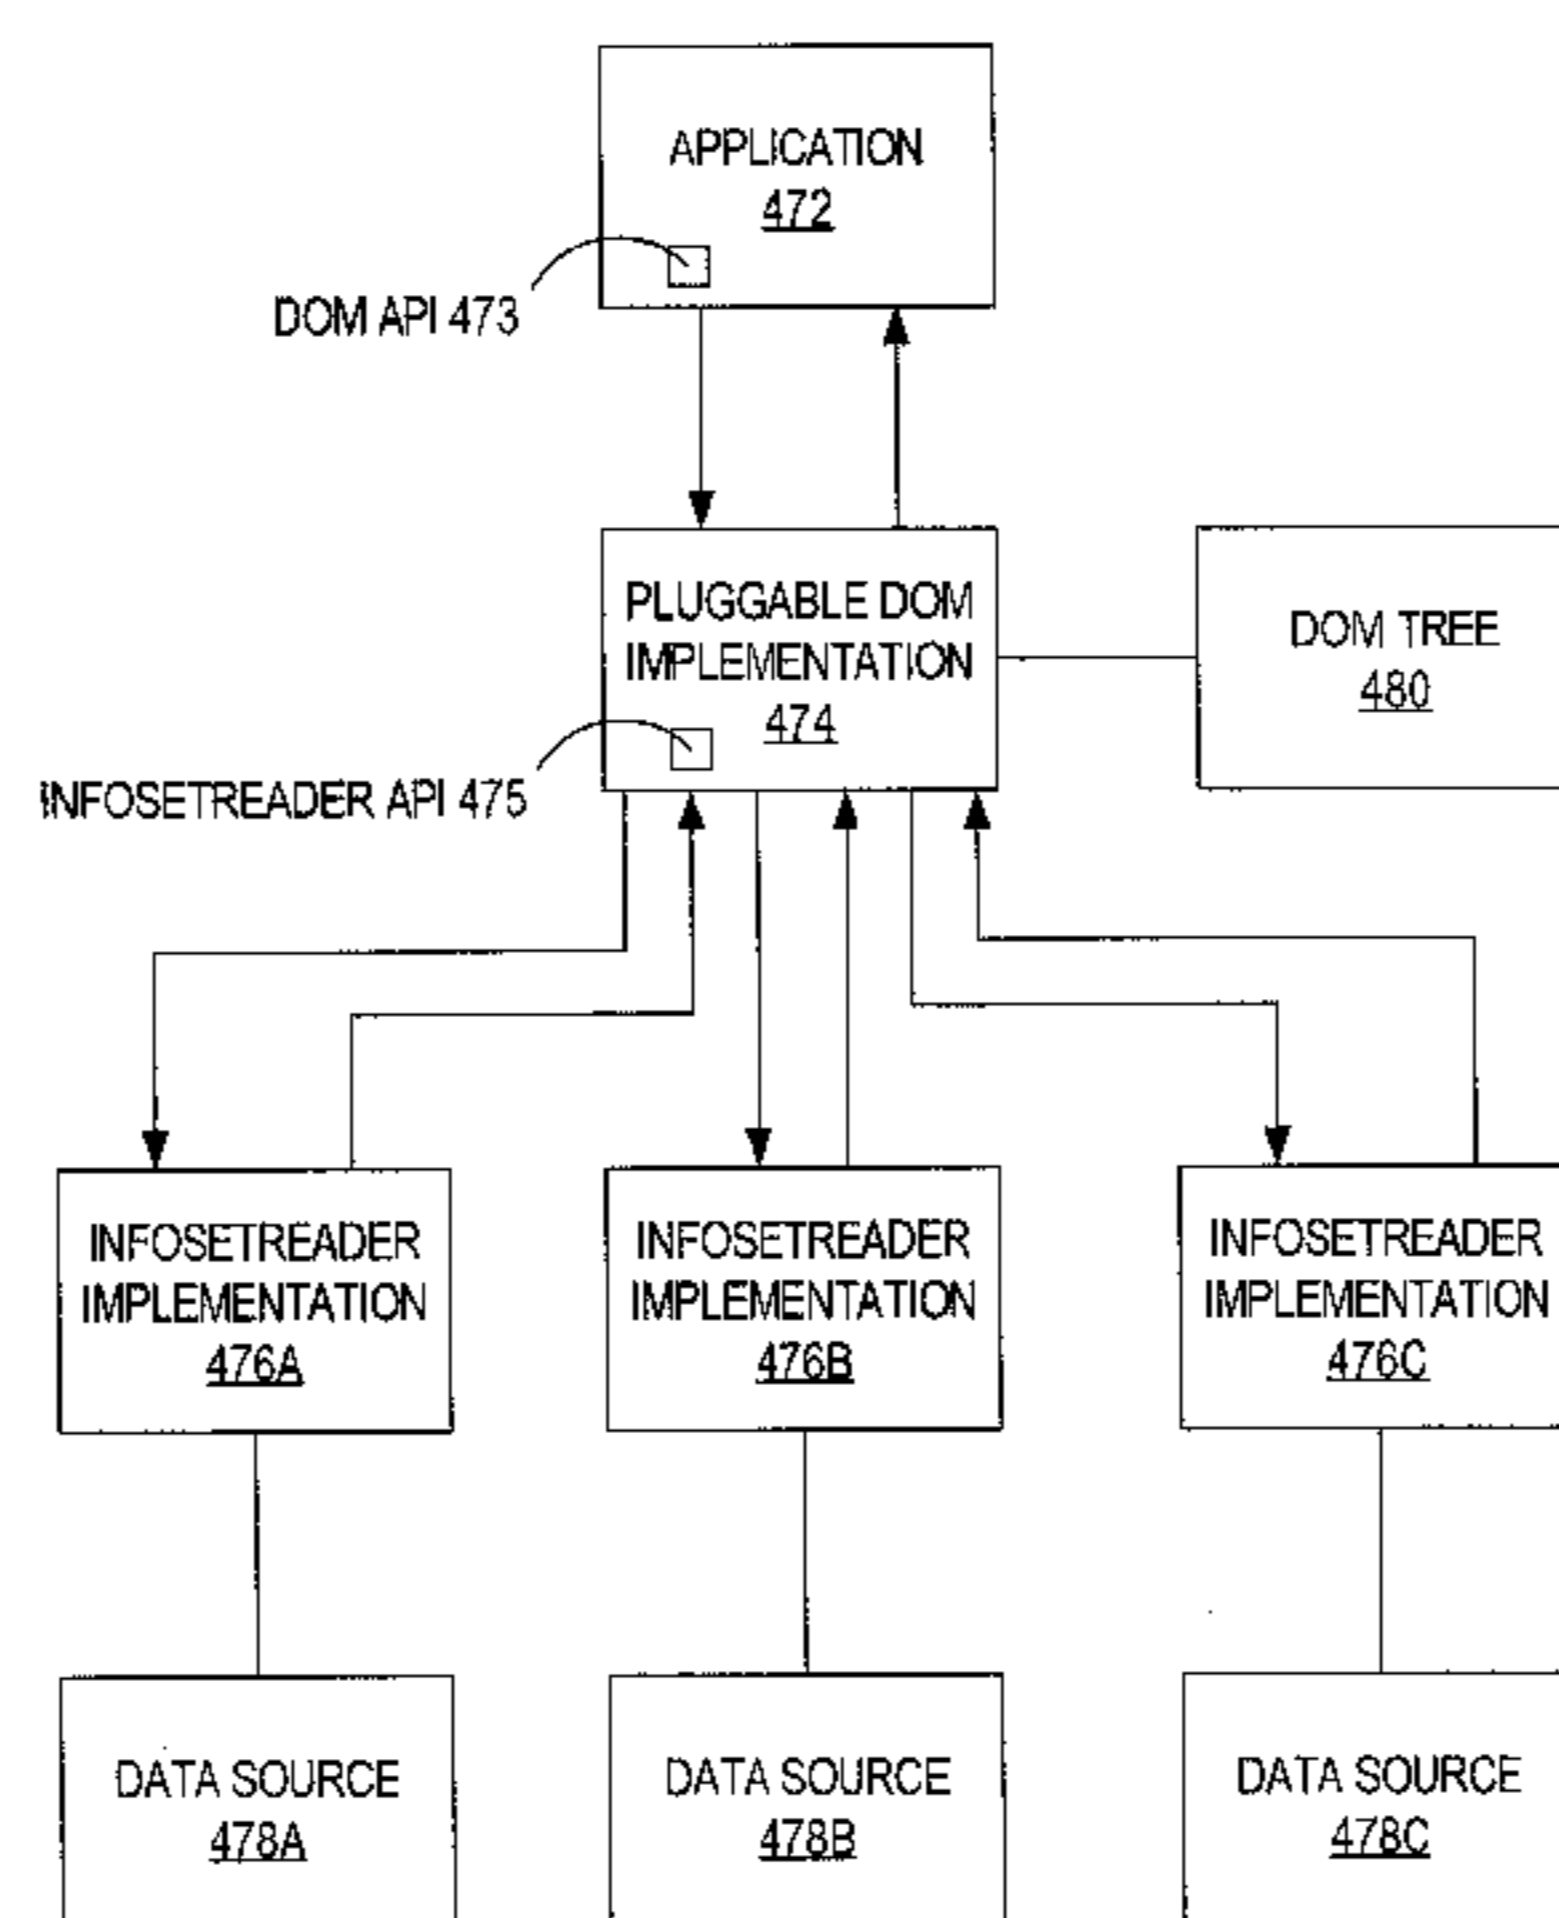 APPLICATION
472
DOM API 473
PLUGGABLE DOM
IMPLEMENTATION
474
DOM TREE
480
INFOSETREADER API 475
INFOSETREADER
IMPLEMENTATION
476A
INFOSETREADER
IMPLEMENTATION
476B
INFOSETREADER
IMPLEMENTATION
476C
DATA SOURCE
478A
DATA SOURCE
478B
DATA SOURCE
478C